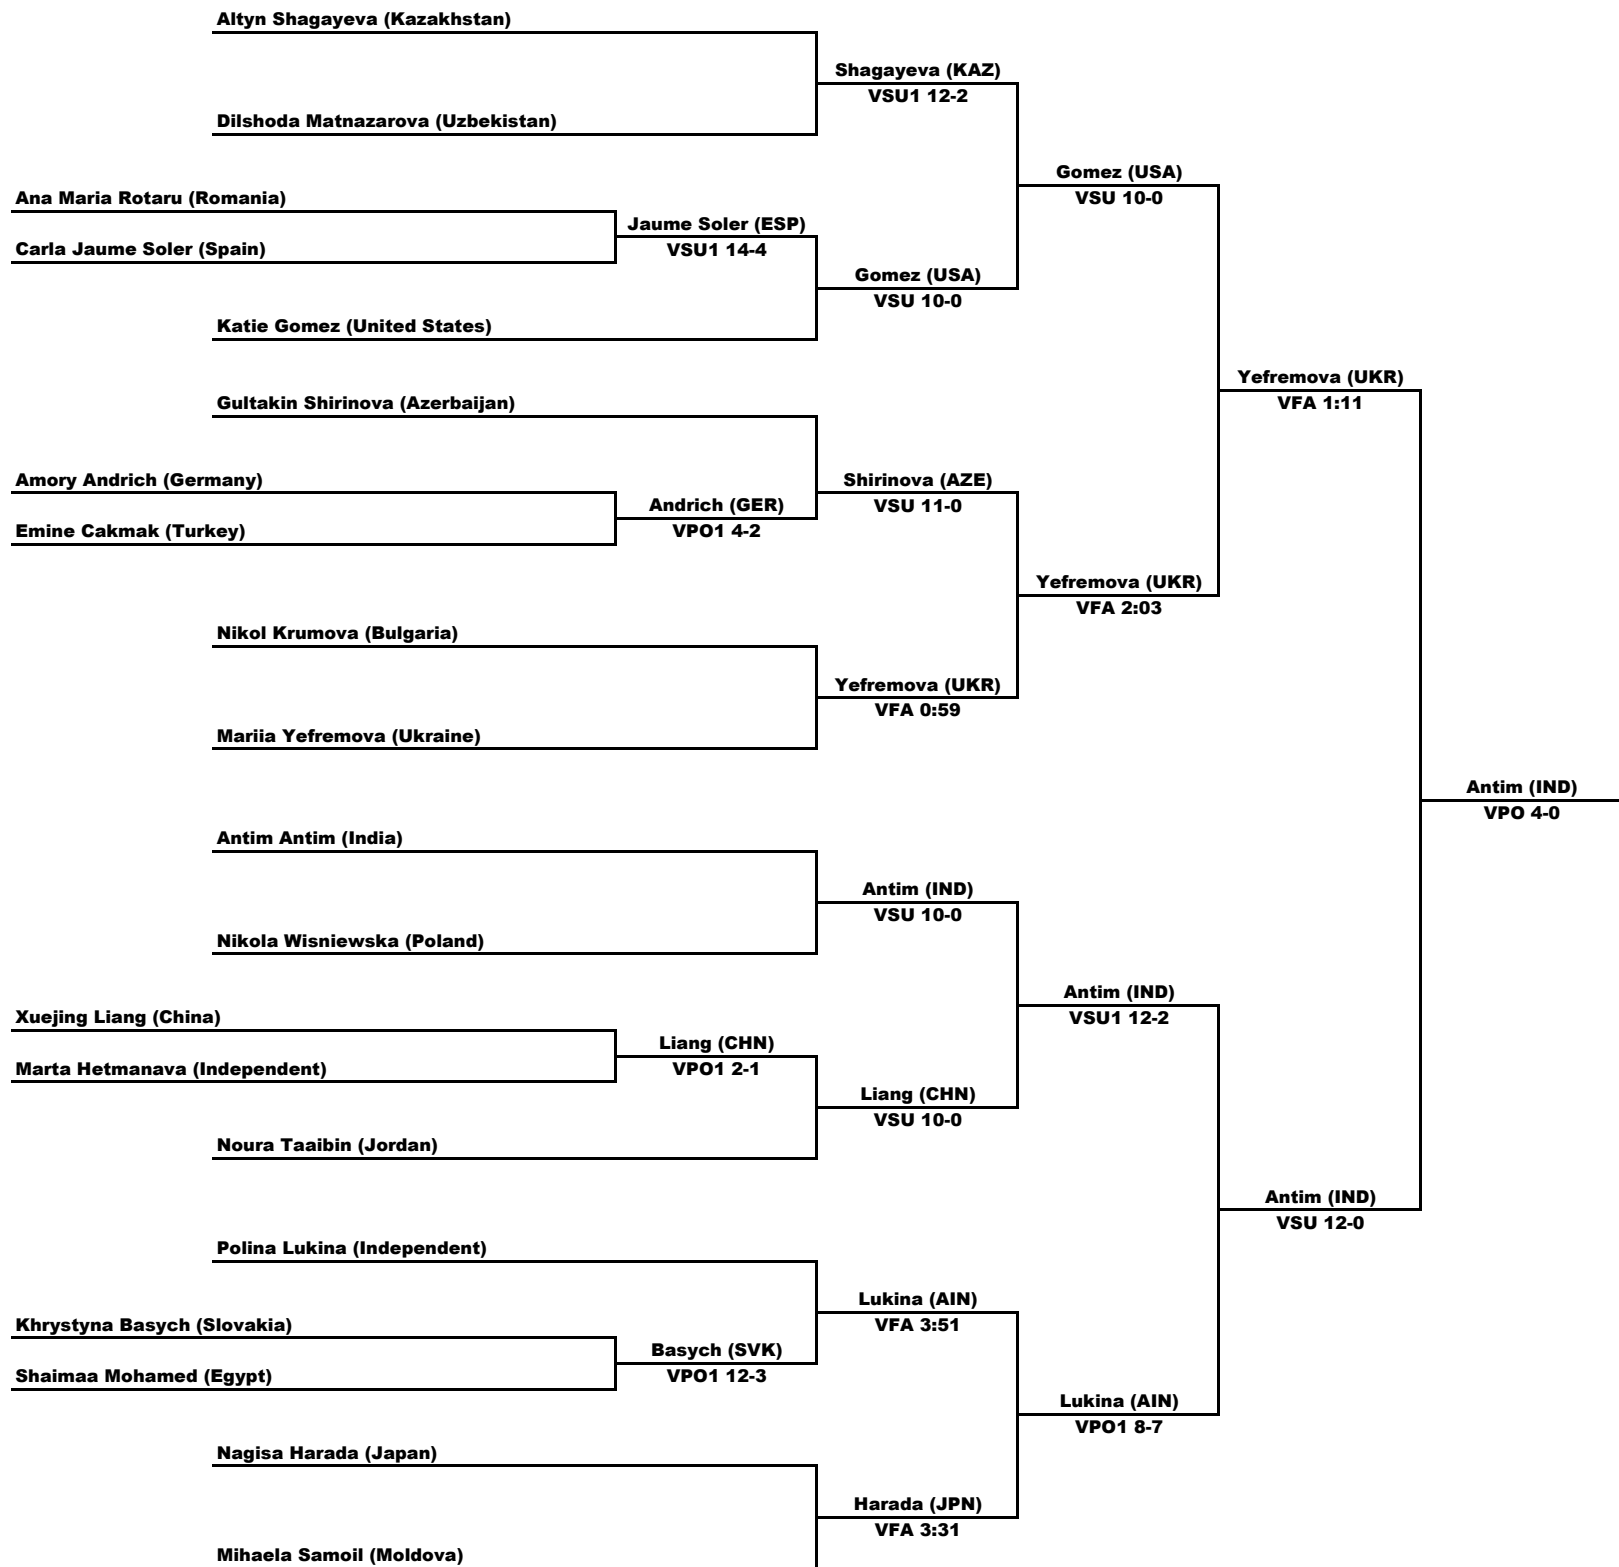 Altyn Shagayeva (Kazakhstan)
Shagayeva (KAZ)
VSU1 12-2
Dilshoda Matnazarova (Uzbekistan)
Gomez (USA)
VSU 10-0
Ana Maria Rotaru (Romania)
Jaume Soler (ESP)
VSU1 14-4
Carla Jaume Soler (Spain)
Gomez (USA)
VSU 10-0
Katie Gomez (United States)
Yefremova (UKR)
VFA 1:11
Gultakin Shirinova (Azerbaijan)
Amory Andrich (Germany)
Shirinova (AZE)
VSU 11-0
Andrich (GER)
VPO1 4-2
Emine Cakmak (Turkey)
Yefremova (UKR)
VFA 2:03
Nikol Krumova (Bulgaria)
Yefremova (UKR)
VFA 0:59
Mariia Yefremova (Ukraine)
Antim (IND)
VPO 4-0
Antim Antim (India)
Antim (IND)
VSU 10-0
Nikola Wisniewska (Poland)
Antim (IND)
VSU1 12-2
Xuejing Liang (China)
Liang (CHN)
VPO1 2-1
Marta Hetmanava (Independent)
Liang (CHN)
VSU 10-0
Noura Taaibin (Jordan)
Antim (IND)
VSU 12-0
Polina Lukina (Independent)
Lukina (AIN)
VFA 3:51
Khrystyna Basych (Slovakia)
Basych (SVK)
VPO1 12-3
Shaimaa Mohamed (Egypt)
Lukina (AIN)
VPO1 8-7
Nagisa Harada (Japan)
Harada (JPN)
VFA 3:31
Mihaela Samoil (Moldova)